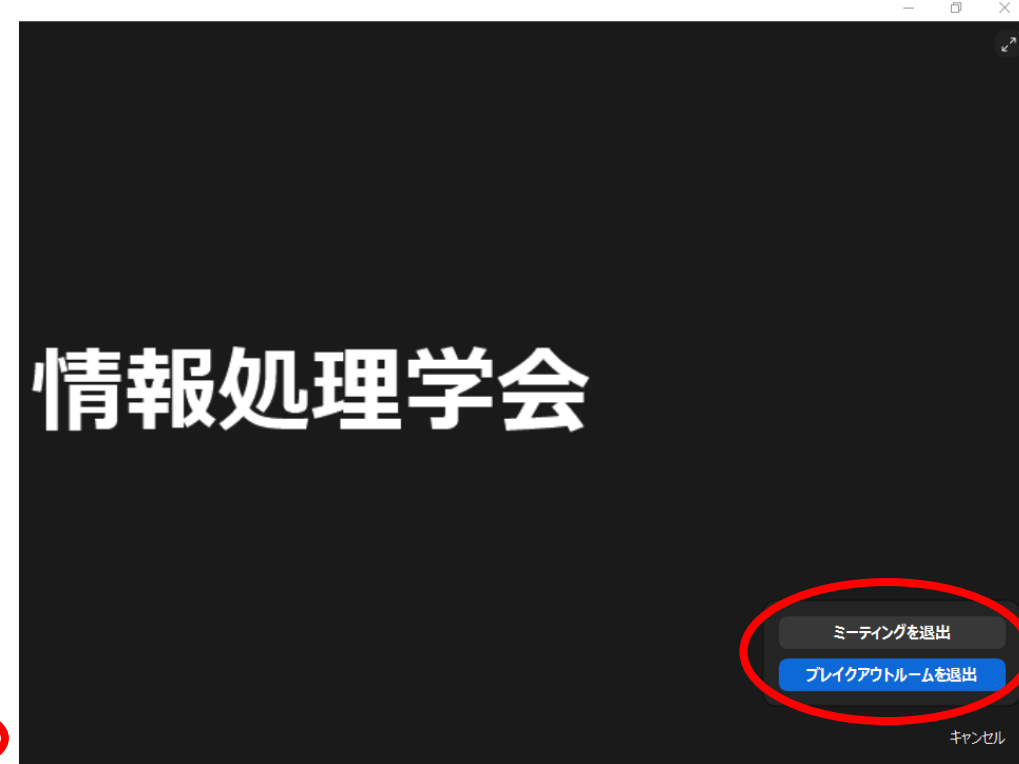 情報処理学会
ミーティングを退出
ブレイクアウトルームを退出
キャンセル